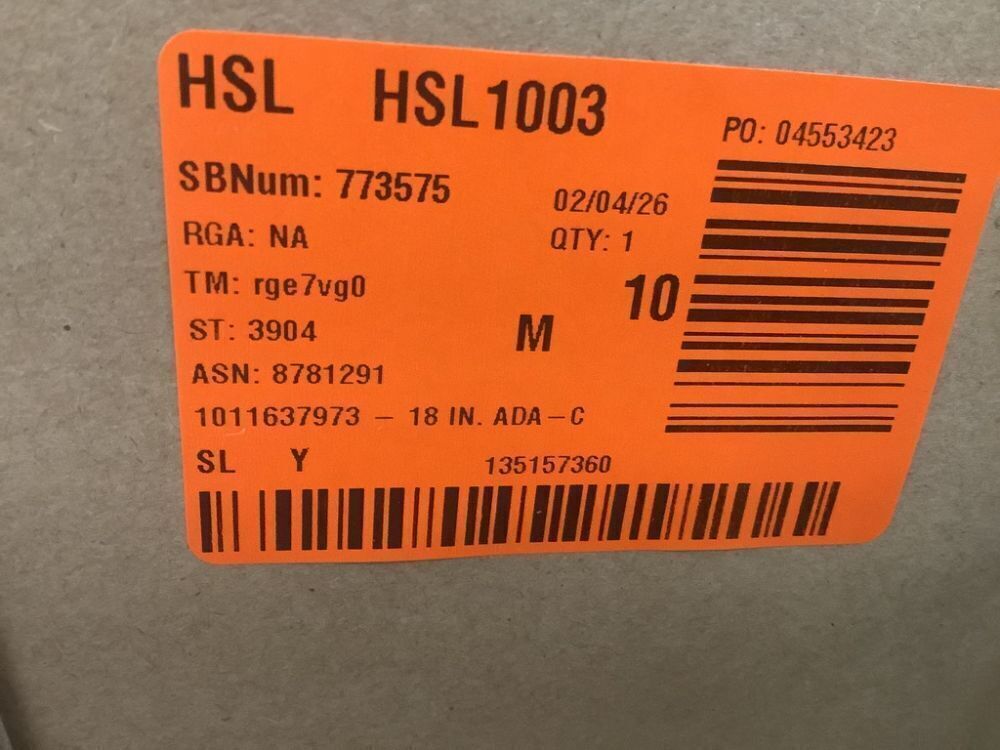 HSL HSL1003
PO: 04553423
SBNum: 773575
02/04/26
RGA: NA
QTY: 1
TM: rge7vg0
10
ST: 3904
M
ASN: 8781291
1011637973 – 18 IN. ADA–C
SL Y 135157360